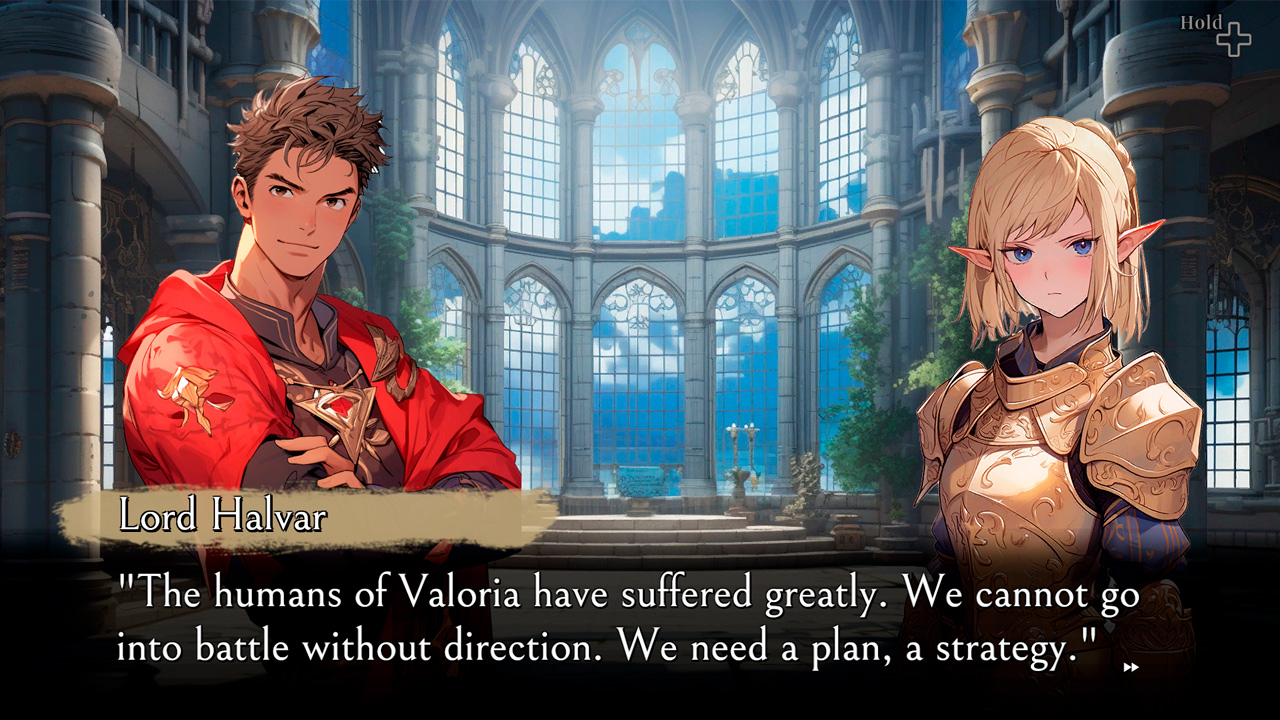 Hold
Lord Halvar
"The humans of Valoria have suffered greatly. We cannot go
into battle without direction. We need a plan, a strategy. "